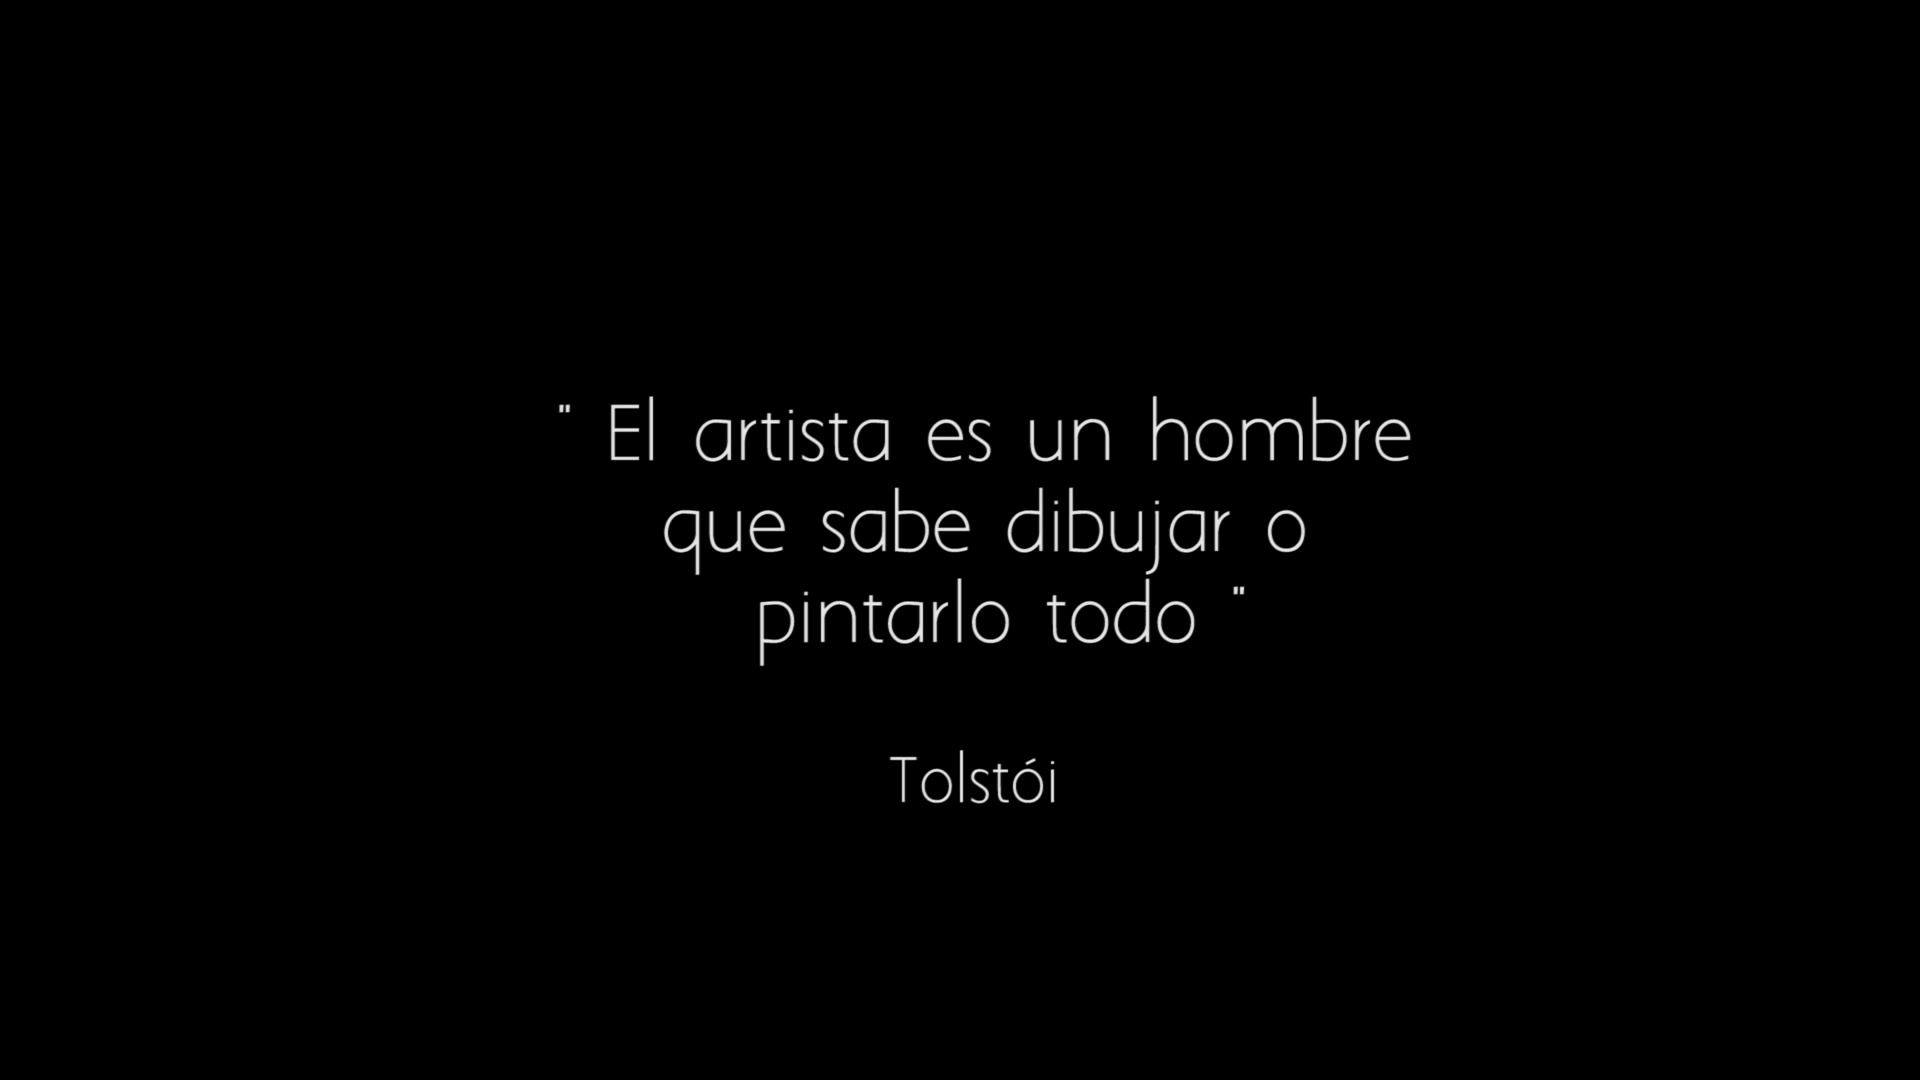 " El artista es un hombre
que sabe dibujar o
pintarlo todo "
Tolstói